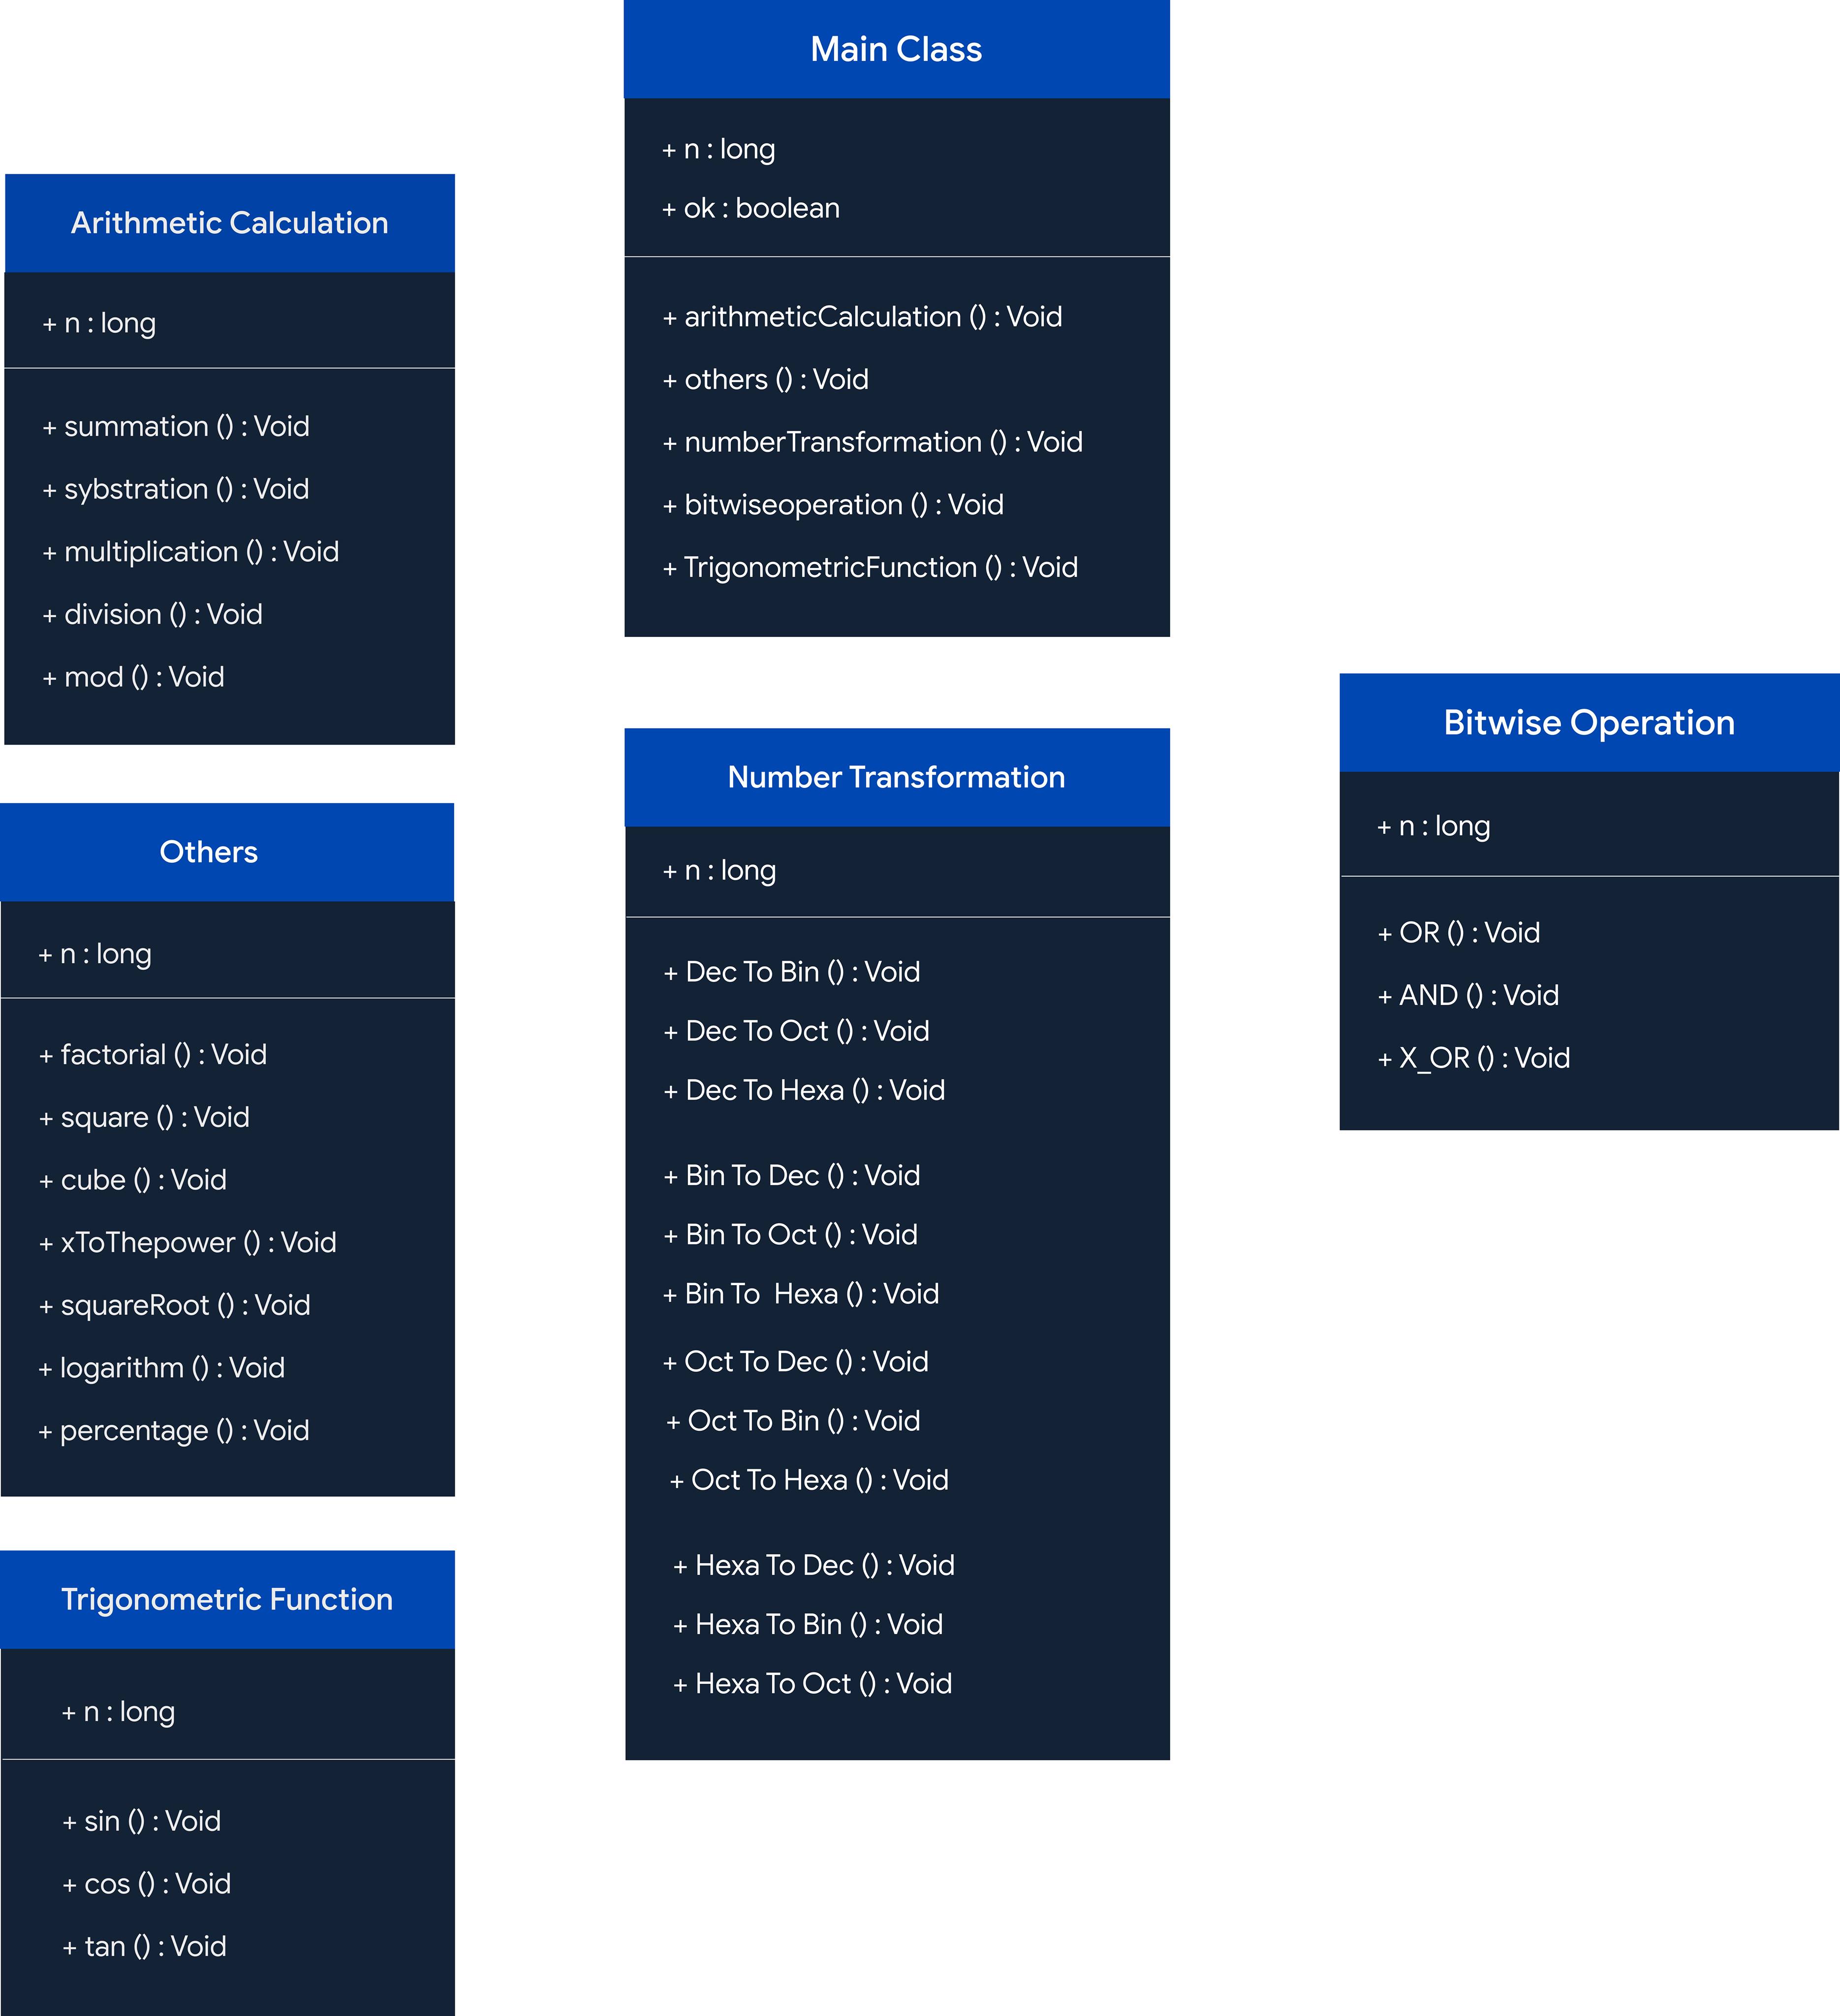 Main Class
+ n : long
+ ok : boolean
+ arithmeticCalculation () : Void
+ others () : Void
+ numberTransformation () : Void
+ bitwiseoperation () : Void
+ TrigonometricFunction () : Void
Arithmetic Calculation
+ n : long
+ summation () : Void
+ sybstration () : Void
+ multiplication () : Void
+ division () : Void
+ mod () : Void
Others
+ n : long
+ factorial () : Void
+ square () : Void
+ cube () : Void
+ xToThepower () : Void
+ squareRoot () : Void
+ logarithm () : Void
+ percentage () : Void
Trigonometric Function
+ n : long
+ sin () : Void
+ cos () : Void
+ tan () : Void
Number Transformation
+ n : long
+ Dec To Bin () : Void
+ Dec To Oct () : Void
+ Dec To Hexa () : Void
+ Bin To Dec () : Void
+ Bin To Oct () : Void
+ Bin To  Hexa () : Void
+ Oct To Dec () : Void
+ Oct To Bin () : Void
+ Oct To Hexa () : Void
+ Hexa To Dec () : Void
+ Hexa To Bin () : Void
+ Hexa To Oct () : Void
Bitwise Operation
+ n : long
+ OR () : Void
+ AND () : Void
+ X_OR () : Void